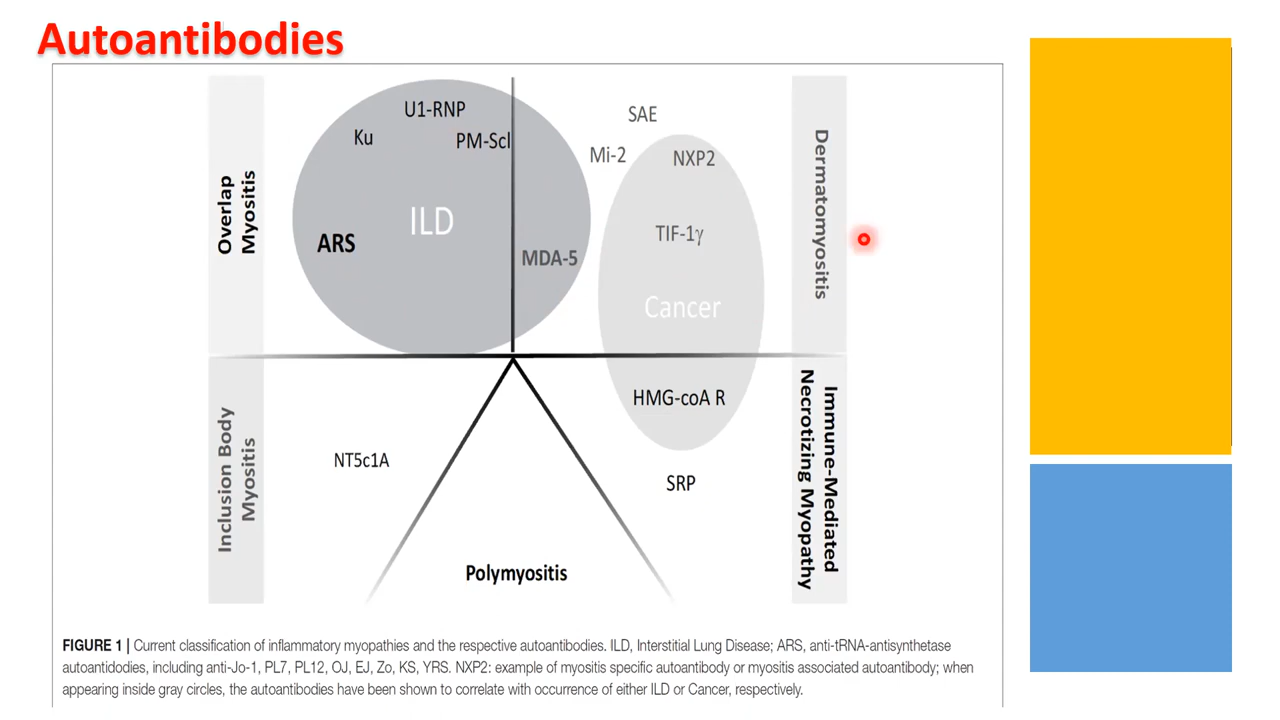 Autoantibodies
Overlap
Myositis
U1-RNP
Ku
PM-Scl
ILD
ARS
MDA-5
SAE
Mi-2
NXP2
TIF-1γ
Cancer
Dermatomyositis
Inclusion Body
Myositis
NT5c1A
Polymyositis
HMG-coA R
SRP
Immune-Mediated
Necrotizing Myopathy
FIGURE 1 | Current classification of inflammatory myopathies and the respective autoantibodies. ILD, Interstitial Lung Disease; ARS, anti-tRNA-antisynthetase
autoantidodies, including anti-Jo-1, PL7, PL12, OJ, EJ, Zo, KS, YRS. NXP2: example of myositis specific autoantibody or myositis associated autoantibody; when
appearing inside gray circles, the autoantibodies have been shown to correlate with occurrence of either ILD or Cancer, respectively.